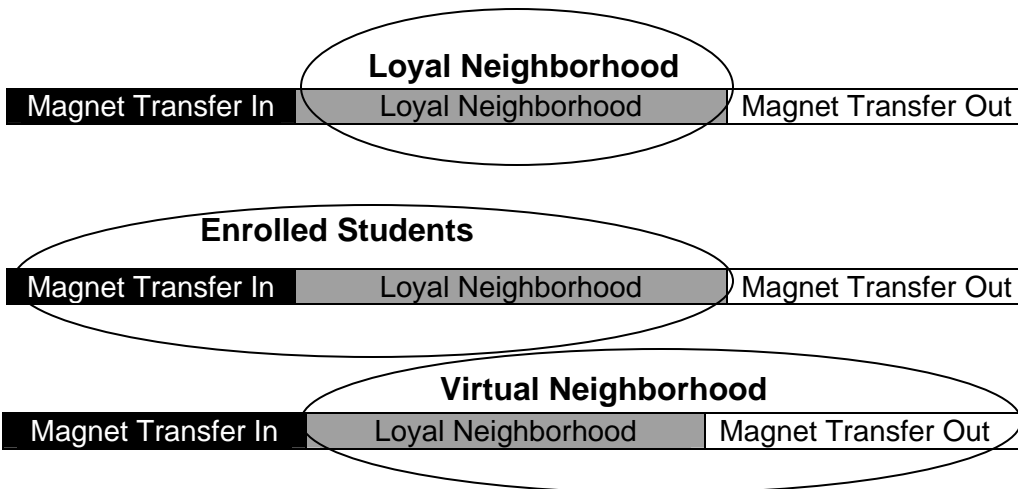 Loyal Neighborhood
Magnet Transfer In Loyal Neighborhood Magnet Transfer Out
Enrolled Students
Magnet Transfer In Loyal Neighborhood Magnet Transfer Out
Virtual Neighborhood
Magnet Transfer In Loyal Neighborhood Magnet Transfer Out